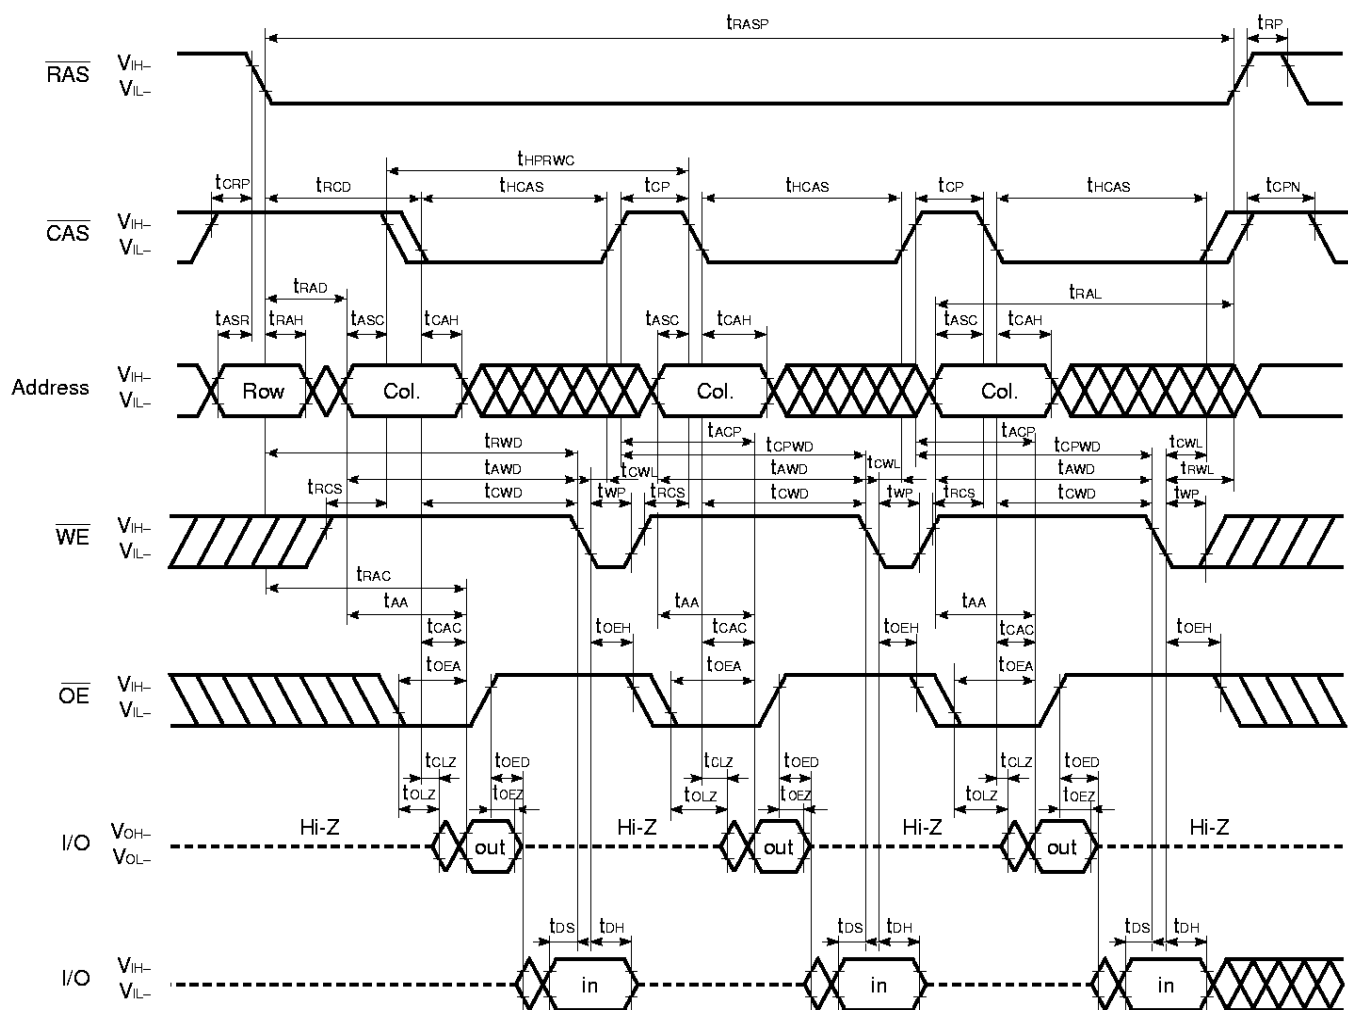 tRASP tRP
RAS VIH–
VIL–
tHPRWC
tCRP tRCD tHCAS tCP tHCAS tCP tHCAS tCPN
CAS VIH–
VIL–
tRAD tRAL
tASR tRAH tASC tCAH tASC tCAH tASC tCAH
Address VIH–
VIL–
Row Col. Col. Col.
tACP tACP
tRWD tCPWD tCPWD tCWL
tAWD tCWL tAWD tCWL tAWD tRWL
tRCS tCWD tWP tRCS tCWD tWP tRCS tCWD tWP
WE VIH–
VIL–
tRAC
tAA tAA tAA
tCAC tOEH tCAC tOEH tCAC tOEH
tOEA tOEA tOEA
OE VIH–
VIL–
tCLZ tOED tCLZ tOED tCLZ tOED
tOLZ tOEZ tOLZ tOEZ tOLZ tOEZ
Hi-Z Hi-Z Hi-Z Hi-Z
I/O VOH–
VOL–
out out out
tDS tDH tDS tDH tDS tDH
I/O VIH–
VIL–
in in in